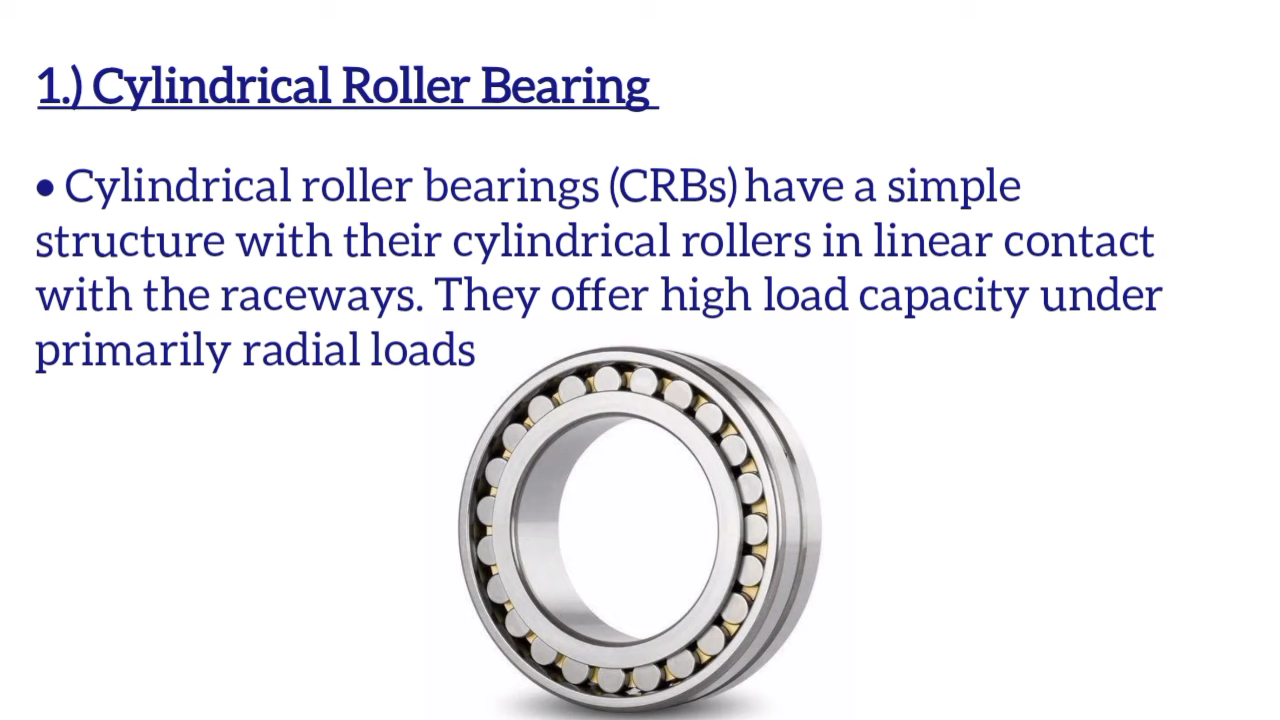 1.) Cylindrical Roller Bearing
• Cylindrical roller bearings (CRBs) have a simple
structure with their cylindrical rollers in linear contact
with the raceways. They offer high load capacity under
primarily radial loads